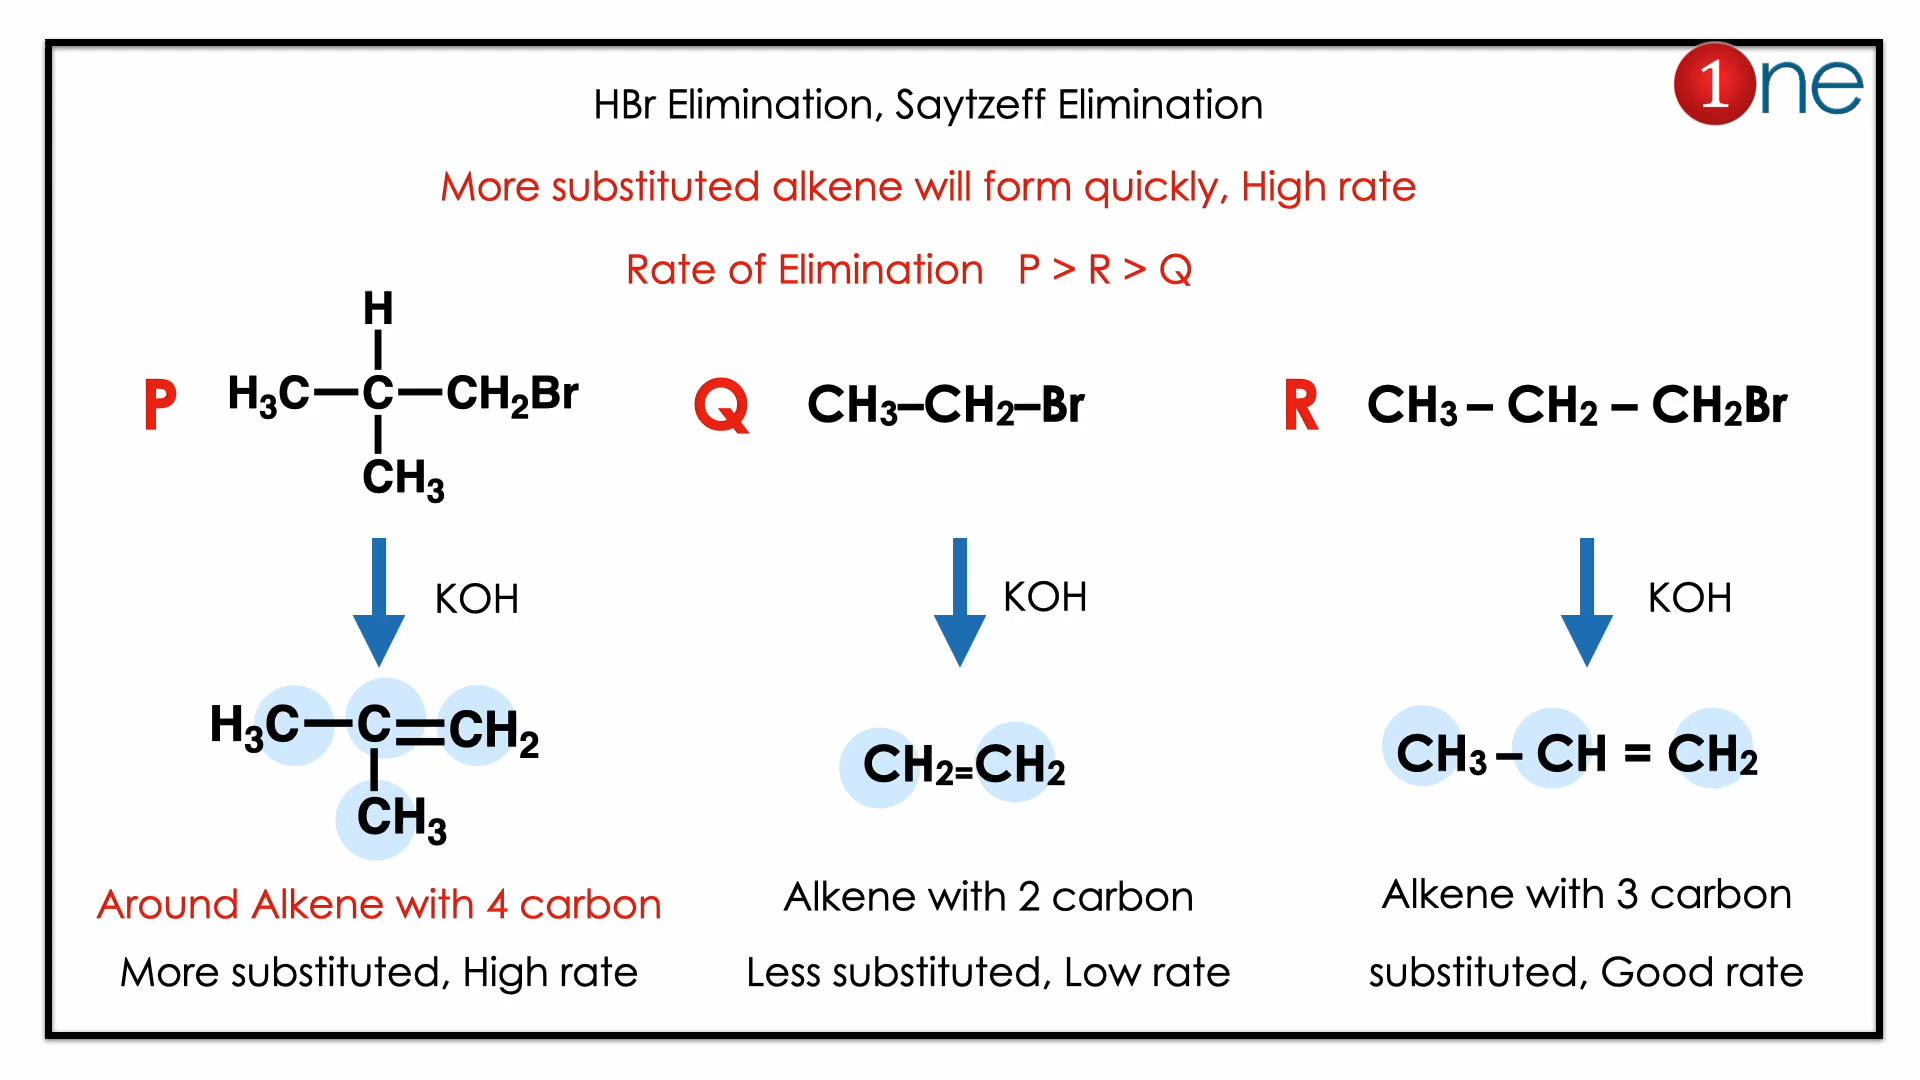 1ne
HBr Elimination, Saytzeff Elimination
More substituted alkene will form quickly, High rate
Rate of Elimination P > R > Q
H
P H₃C—C—CH₂Br
CH₃
Q CH₃–CH₂–Br
R CH₃ – CH₂ – CH₂Br
KOH
KOH
KOH
H₃C—C=CH₂
CH₃
CH₂=CH₂
CH₃ – CH = CH₂
Around Alkene with 4 carbon
More substituted, High rate
Alkene with 2 carbon
Less substituted, Low rate
Alkene with 3 carbon
substituted, Good rate